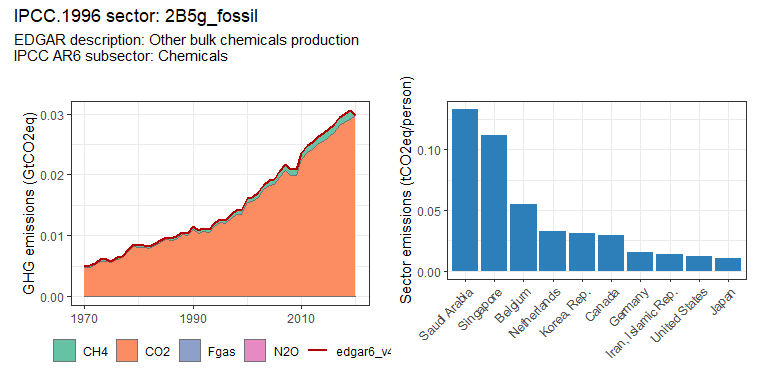 IPCC.1996 sector: 2B5g_fossil
EDGAR description: Other bulk chemicals production
IPCC AR6 subsector: Chemicals
GHG emissions (GtCO2eq)
0.03
0.02
0.01
0.00
1970
1990
2010
CH4
CO2
Fgas
N2O
edgar6_v4
Sector emissions (tCO2eq/person)
0.10
0.05
0.00
Saudi Arabia
Singapore
Belgium
Netherlands
Korea, Rep.
Canada
Germany
Iran, Islamic Rep.
United States
Japan